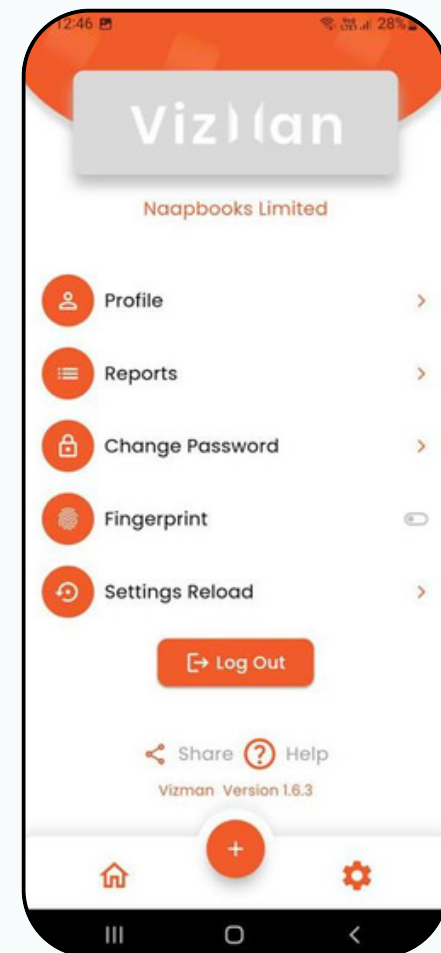 12:46 28%
VizMan
Naapbooks Limited
Profile
Reports
Change Password
Fingerprint
Settings Reload
Log Out
Share Help
Vizman Version 1.6.3